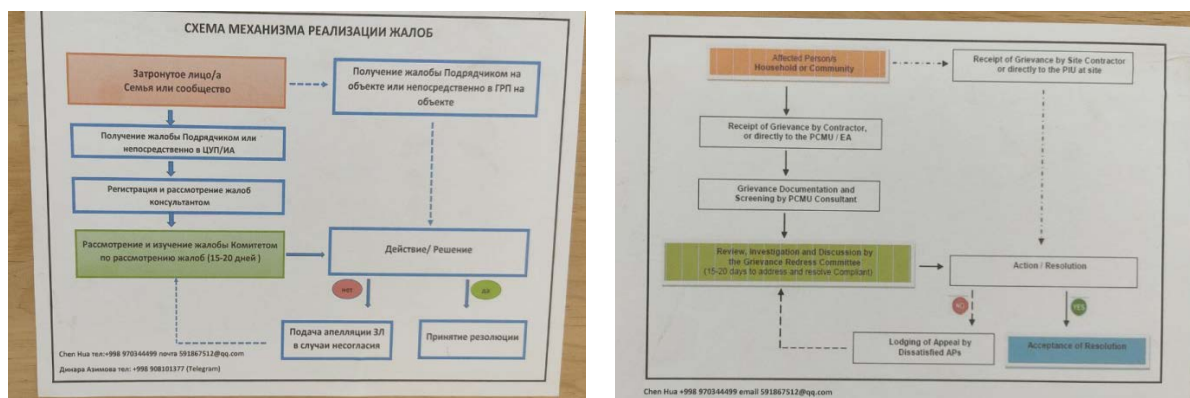 СХЕМА МЕХАНИЗМА РЕАЛИЗАЦИИ ЖАЛОБ
Затронутое лицо/а
Семья или сообщество
Получение жалобы Подрядчиком на
объекте или непосредственно в ГРП на
объекте
Получение жалобы Подрядчиком или
непосредственно в ЦУП/ИА
Регистрация и рассмотрение жалоб
консультантом
Рассмотрение и изучение жалобы Комитетом
по рассмотрению жалоб (15-20 дней )
Действие/ Решение
НЕТ
ДА
Подача апелляции ЗЛ
в случаи несогласия
Принятие резолюции
Chen Hua тел:+998 970344499 почта 591867512@qq.com
Динара Азимова тел: +998 908101377 (Telegram)
Affected Person/s
Household or Community
Receipt of Grievance by Site Contractor
or directly to the PIU at site
Receipt of Grievance by Contractor,
or directly to the PCMU / EA
Grievance Documentation and
Screening by PCMU Consultant
Review, Investigation and Discussion by
the Grievance Redress Committee
(15-20 days to address and resolve Compliant)
Action / Resolution
NO
YES
Lodging of Appeal by
Dissatisfied APs
Acceptance of Resolution
Chen Hua +998 970344499 email 591867512@qq.com